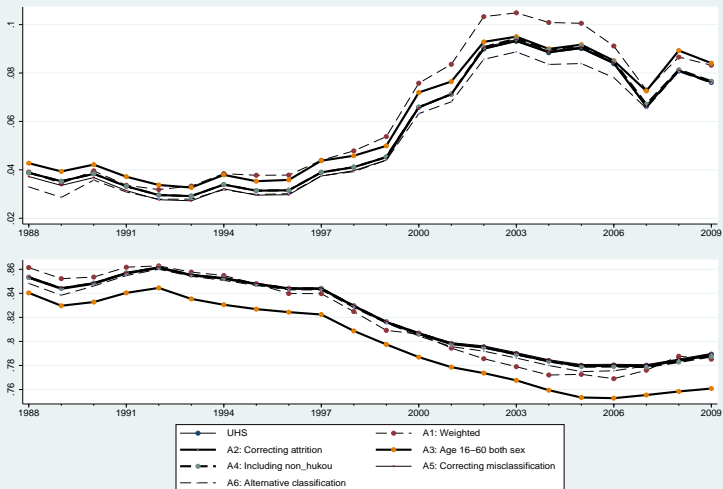 .1
.08
.06
.04
.02
1988 1991 1994 1997 2000 2003 2006 2009
.86
.84
.82
.8
.78
.76
1988 1991 1994 1997 2000 2003 2006 2009
UHS A1: Weighted
A2: Correcting attrition A3: Age 16−60 both sex
A4: Including non_hukou A5: Correcting misclassification
A6: Alternative classification